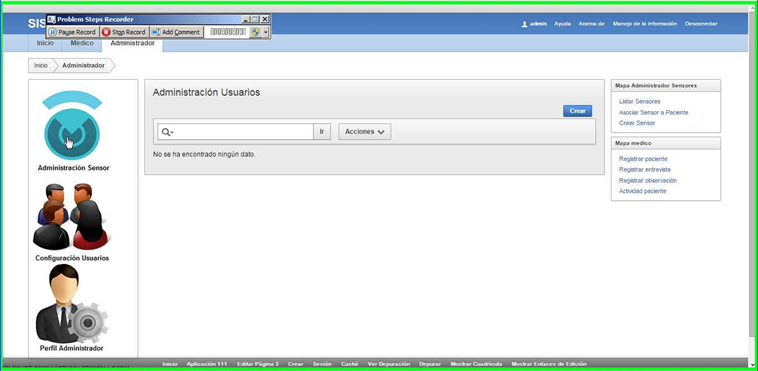 SIS
Problem Steps Recorder
Pause Record Stop Record Add Comment 00:00:03
admin Ayuda Acerca de Manejo de la información Desconectar
Inicio Médico Administrador
Inicio Administrador
Administración Sensor
Configuración Usuarios
Perfil Administrador
Administración Usuarios
Crear
Ir Acciones
No se ha encontrado ningún dato.
Mapa Administrador Sensores
Listar Sensores
Asociar Sensor a Paciente
Crear Sensor
Mapa medico
Registrar paciente
Registrar entrevista
Registrar observación
Actividad paciente
Inicio Aplicación 111 Editar Página 3 Crear Sesión Caché Ver Depuración Depurar Mostrar Cuadrícula Mostrar Enlaces de Edición